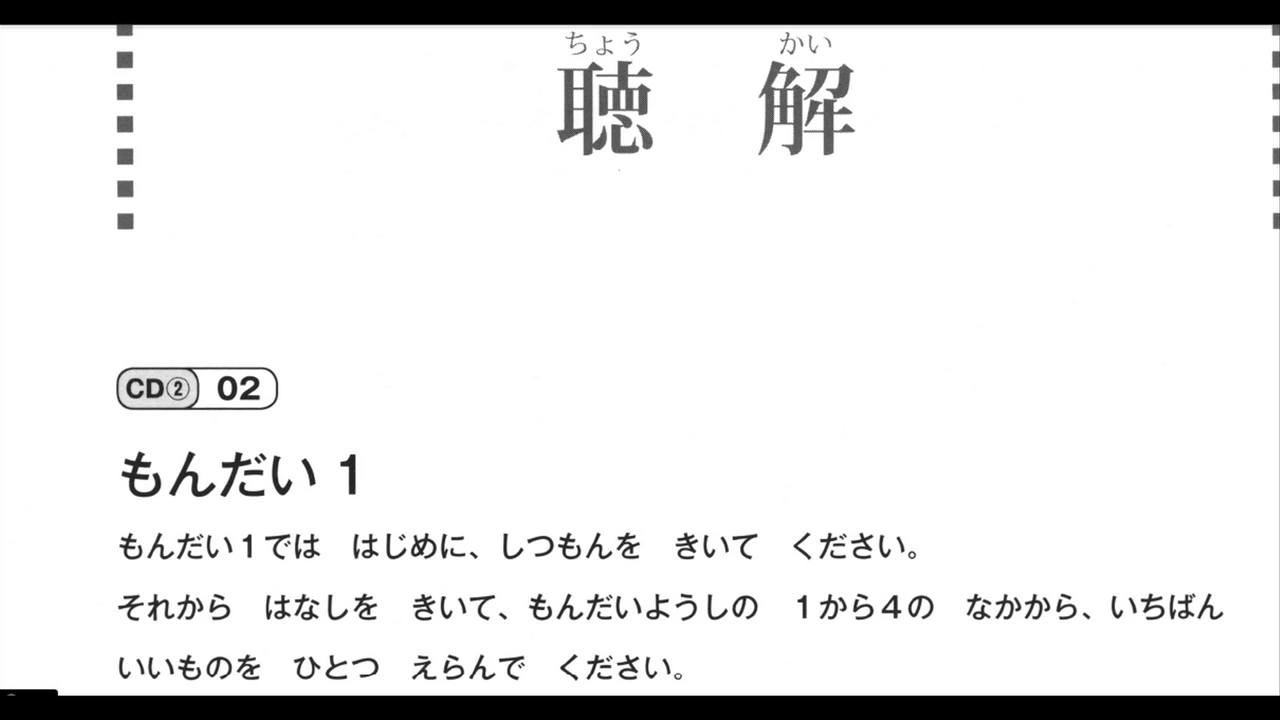 ちょう　かい
聴　解
CD② 02
もんだい 1
もんだい1では　はじめに、しつもんを　きいて　ください。
それから　はなしを　きいて、もんだいようしの　1から4の　なかから、いちばん
いいものを　ひとつ　えらんで　ください。